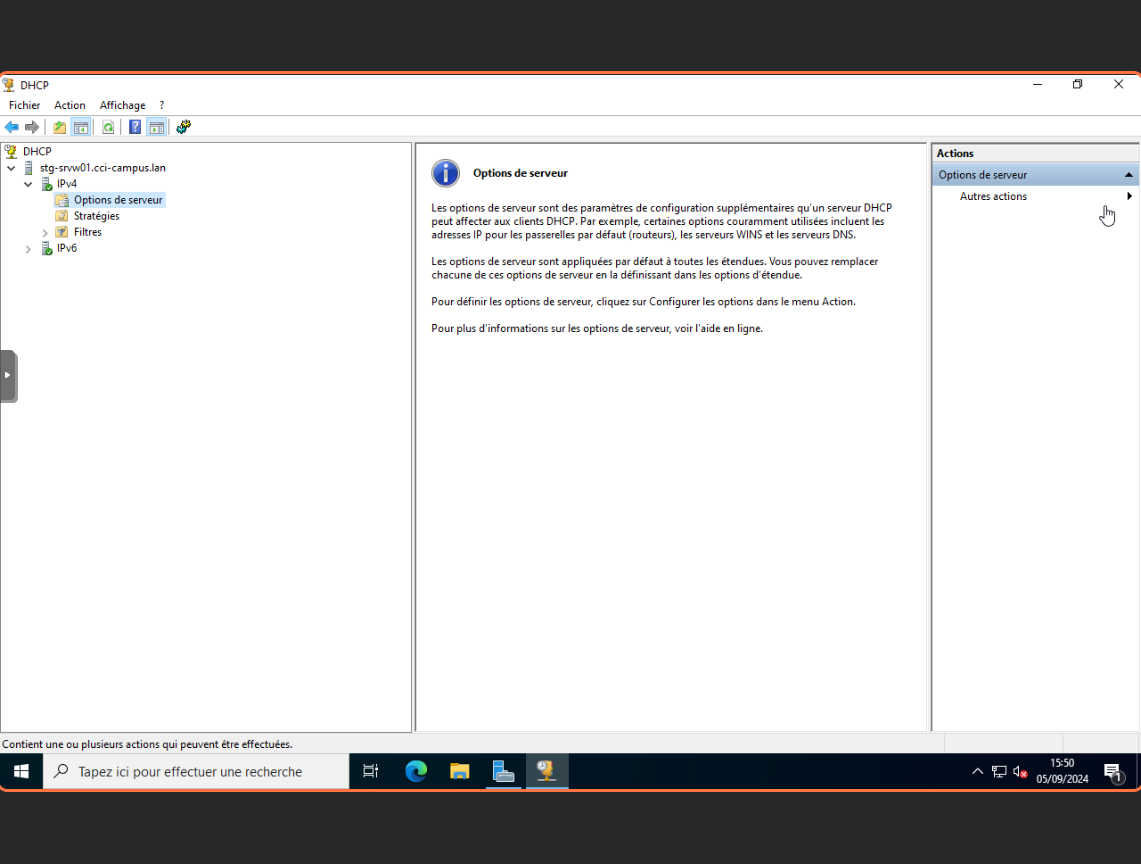 DHCP
Fichier Action Affichage ?
DHCP
stg-srvw01.cci-campus.lan
IPv4
Options de serveur
Stratégies
Filtres
IPv6
Options de serveur
Les options de serveur sont des paramètres de configuration supplémentaires qu'un serveur DHCP
peut affecter aux clients DHCP. Par exemple, certaines options couramment utilisées incluent les
adresses IP pour les passerelles par défaut (routeurs), les serveurs WINS et les serveurs DNS.
Les options de serveur sont appliquées par défaut à toutes les étendues. Vous pouvez remplacer
chacune de ces options de serveur en la définissant dans les options d'étendue.
Pour définir les options de serveur, cliquez sur Configurer les options dans le menu Action.
Pour plus d'informations sur les options de serveur, voir l'aide en ligne.
Actions
Options de serveur
Autres actions
Contient une ou plusieurs actions qui peuvent être effectuées.
Tapez ici pour effectuer une recherche
15:50
05/09/2024
1